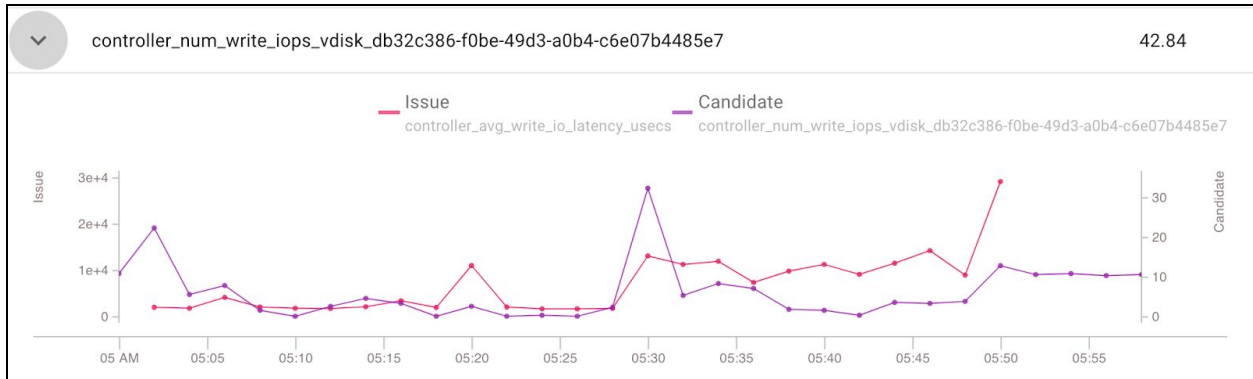 controller_num_write_iops_vdisk_db32c386-f0be-49d3-a0b4-c6e07b4485e7 42.84
Issue Candidate
controller_avg_write_io_latency_usecs controller_num_write_iops_vdisk_db32c386-f0be-49d3-a0b4-c6e07b4485e7
Issue
3e+4
2e+4
1e+4
0
30
20
10
0
Candidate
05 AM 05:05 05:10 05:15 05:20 05:25 05:30 05:35 05:40 05:45 05:50 05:55